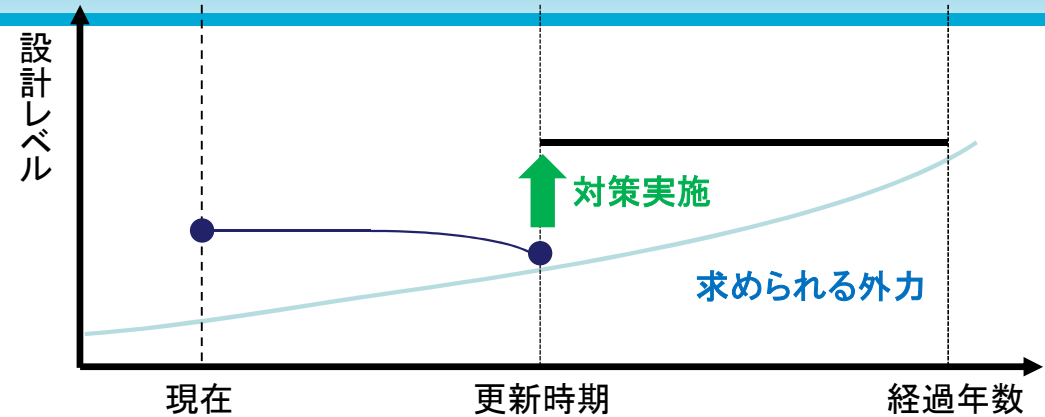 設計レベル
対策実施
求められる外力
現在
更新時期
経過年数